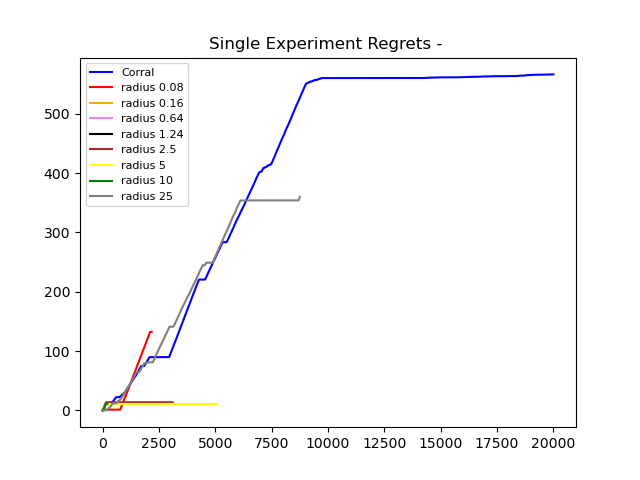 Single Experiment Regrets -
Corral
radius 0.08
radius 0.16
radius 0.64
radius 1.24
radius 2.5
radius 5
radius 10
radius 25
500
400
300
200
100
0
0 2500 5000 7500 10000 12500 15000 17500 20000